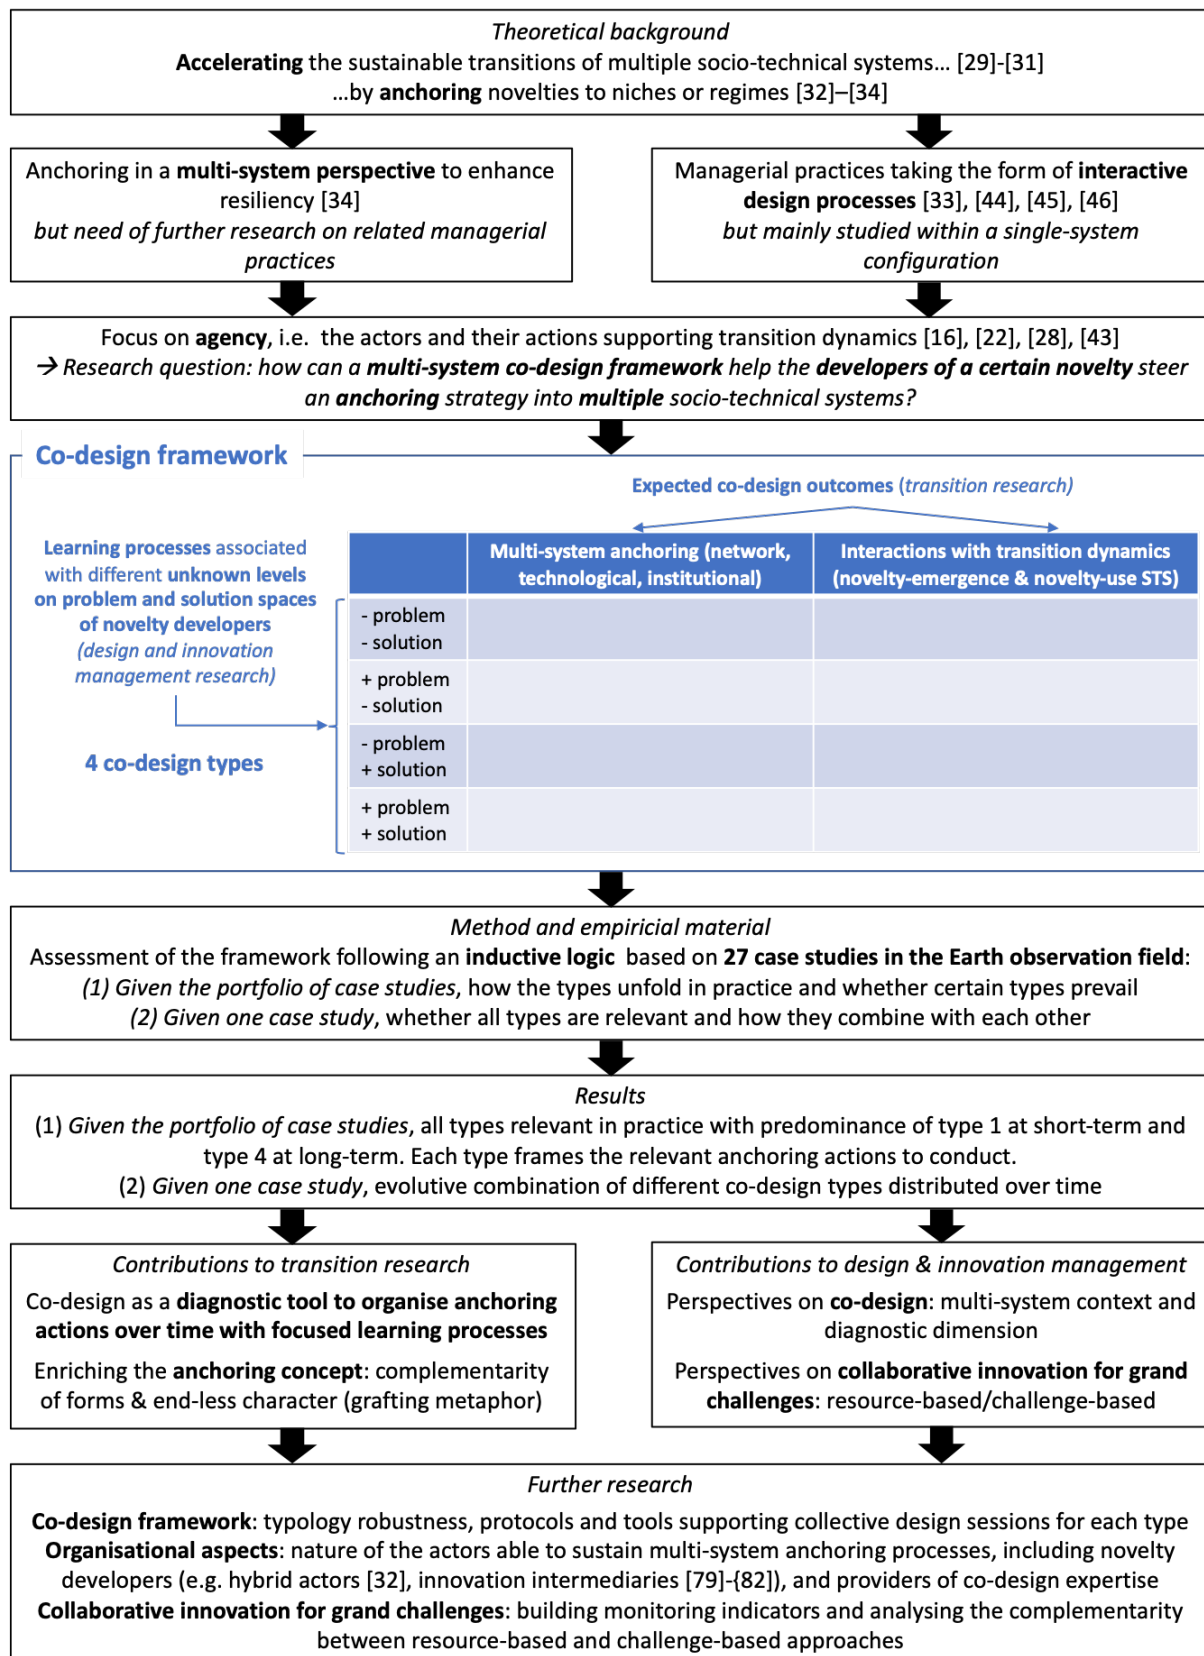 Theoretical background
Accelerating the sustainable transitions of multiple socio-technical systems... [29]-[31]
...by anchoring novelties to niches or regimes [32]–[34]
Anchoring in a multi-system perspective to enhance
resiliency [34]
but need of further research on related managerial
practices
Managerial practices taking the form of interactive
design processes [33], [44], [45], [46]
but mainly studied within a single-system
configuration
Focus on agency, i.e. the actors and their actions supporting transition dynamics [16], [22], [28], [43]
→ Research question: how can a multi-system co-design framework help the developers of a certain novelty steer
an anchoring strategy into multiple socio-technical systems?
Co-design framework
Expected co-design outcomes (transition research)
Learning processes associated
with different unknown levels
on problem and solution spaces
of novelty developers
(design and innovation
management research)
4 co-design types
Multi-system anchoring (network,
technological, institutional)
Interactions with transition dynamics
(novelty-emergence & novelty-use STS)
- problem
- solution
+ problem
- solution
- problem
+ solution
+ problem
+ solution
Method and empiricial material
Assessment of the framework following an inductive logic based on 27 case studies in the Earth observation field:
(1) Given the portfolio of case studies, how the types unfold in practice and whether certain types prevail
(2) Given one case study, whether all types are relevant and how they combine with each other
Results
(1) Given the portfolio of case studies, all types relevant in practice with predominance of type 1 at short-term and
type 4 at long-term. Each type frames the relevant anchoring actions to conduct.
(2) Given one case study, evolutive combination of different co-design types distributed over time
Contributions to transition research
Co-design as a diagnostic tool to organise anchoring
actions over time with focused learning processes
Enriching the anchoring concept: complementarity
of forms & end-less character (grafting metaphor)
Contributions to design & innovation management
Perspectives on co-design: multi-system context and
diagnostic dimension
Perspectives on collaborative innovation for grand
challenges: resource-based/challenge-based
Further research
Co-design framework: typology robustness, protocols and tools supporting collective design sessions for each type
Organisational aspects: nature of the actors able to sustain multi-system anchoring processes, including novelty
developers (e.g. hybrid actors [32], innovation intermediaries [79]-{82]), and providers of co-design expertise
Collaborative innovation for grand challenges: building monitoring indicators and analysing the complementarity
between resource-based and challenge-based approaches